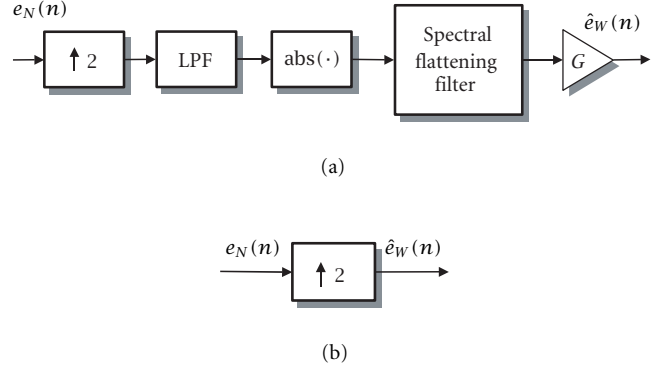 e_N(n)
↑ 2
LPF
abs(·)
Spectral
flattening
filter
G
ê_W(n)
(a)
e_N(n)
↑ 2
ê_W(n)
(b)